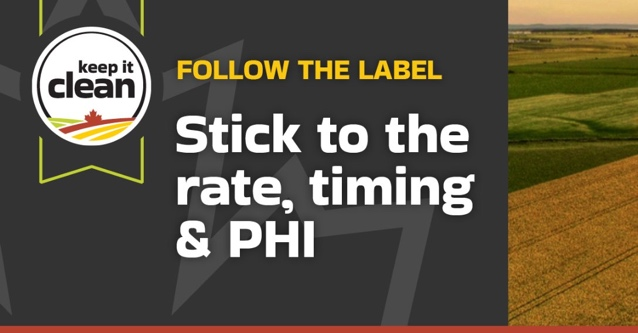 keep it
clean
FOLLOW THE LABEL
Stick to the
rate, timing
& PHI